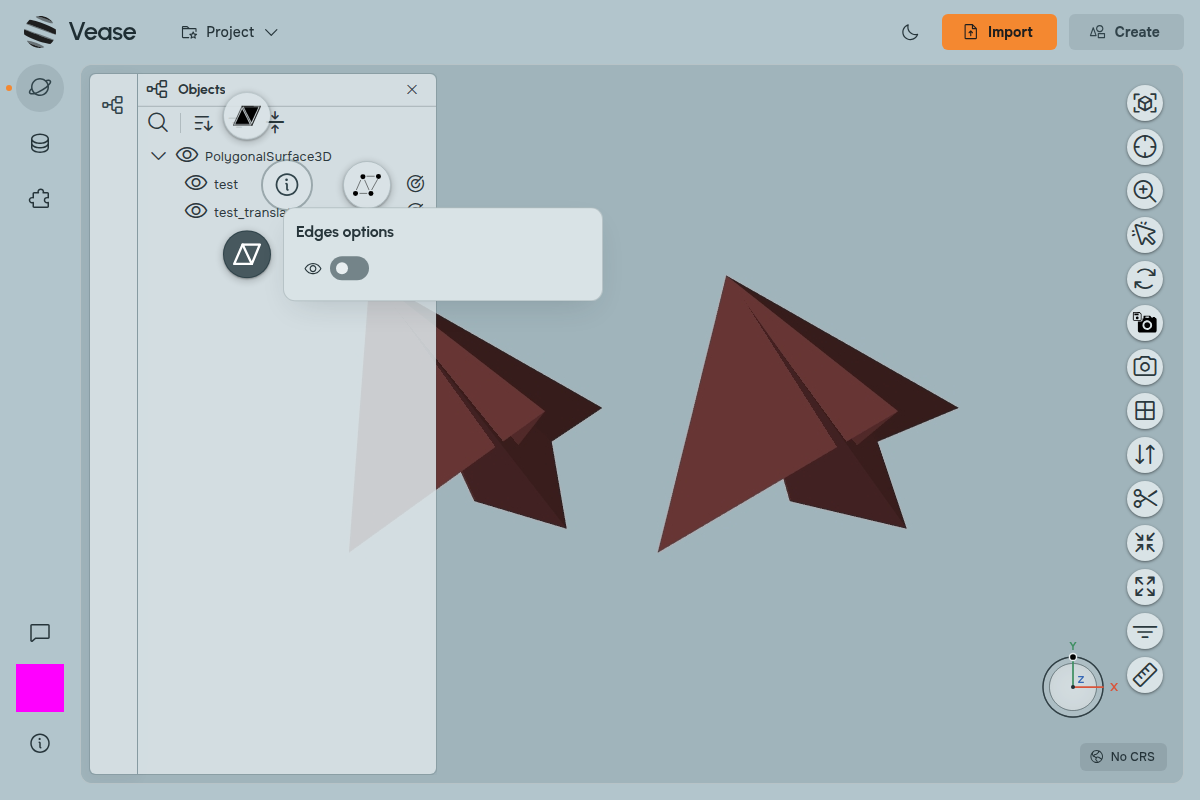 Vease
Project
Import
Create
Objects
PolygonalSurface3D
test
test_transla
Edges options
Y
Z
X
No CRS